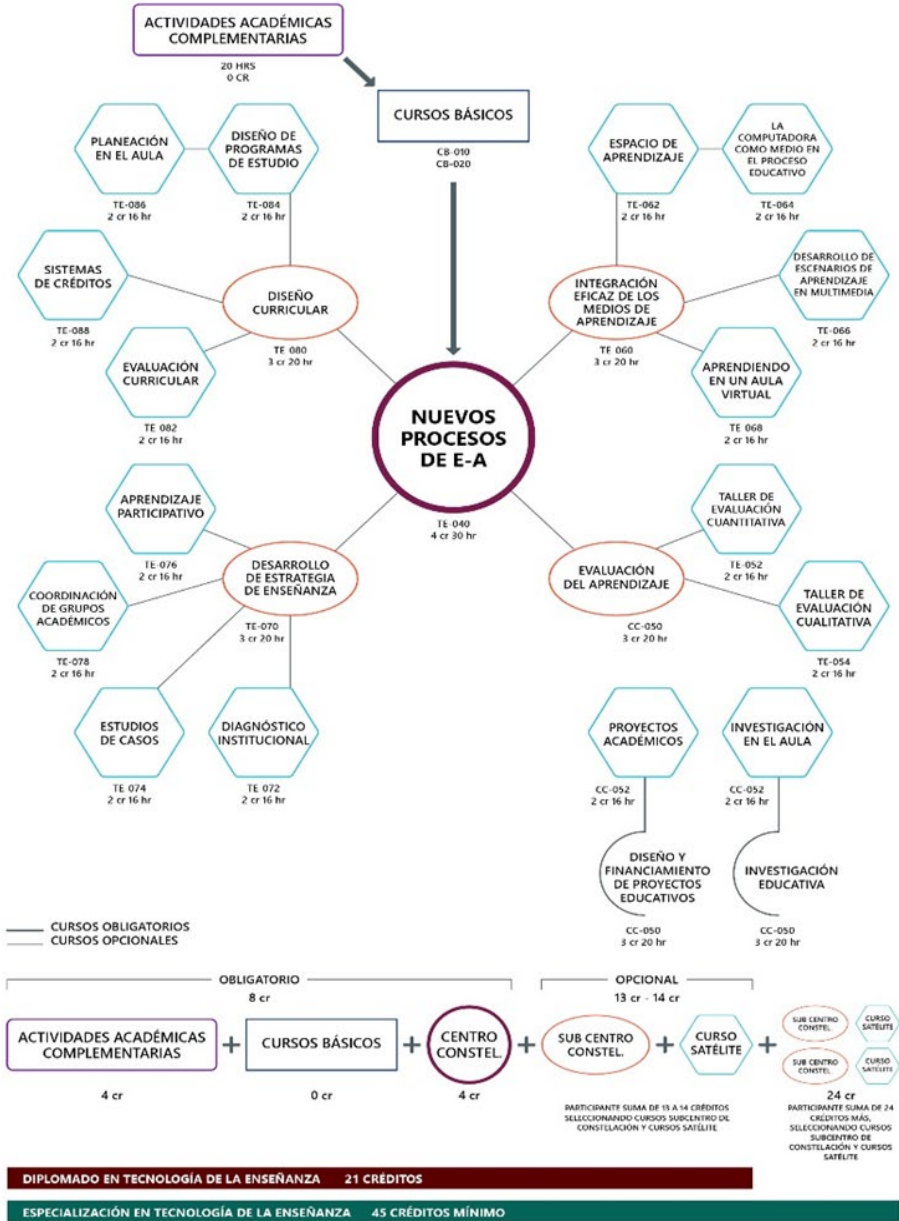 ACTIVIDADES ACADÉMICAS
COMPLEMENTARIAS
20 HRS
0 CR
CURSOS BÁSICOS
CB-010
CB-020
PLANEACIÓN
EN EL AULA
TE-086
2 cr 16 hr
DISEÑO DE
PROGRAMAS
DE ESTUDIO
TE-084
2 cr 16 hr
ESPACIO DE
APRENDIZAJE
TE-062
2 cr 16 hr
LA
COMPUTADORA
COMO MEDIO EN
EL PROCESO
EDUCATIVO
TE-064
2 cr 16 hr
SISTEMAS
DE CRÉDITOS
TE-088
2 cr 16 hr
DISEÑO
CURRICULAR
TE 080
3 cr 20 hr
INTEGRACIÓN
EFICAZ DE LOS
MEDIOS DE
APRENDIZAJE
TE 060
3 cr 20 hr
DESARROLLO DE
ESCENARIOS DE
APRENDIZAJE
EN MULTIMEDIA
TE-066
2 cr 16 hr
EVALUACIÓN
CURRICULAR
TE 082
2 cr 16 hr
APRENDIENDO
EN UN AULA
VIRTUAL
TE 068
2 cr 16 hr
NUEVOS
PROCESOS
DE E-A
TE-040
4 cr 30 hr
APRENDIZAJE
PARTICIPATIVO
TE-076
2 cr 16 hr
TALLER DE
EVALUACIÓN
CUANTITATIVA
TE-052
2 cr 16 hr
DESARROLLO
DE ESTRATEGIA
DE ENSEÑANZA
TE-070
3 cr 20 hr
EVALUACIÓN
DEL APRENDIZAJE
CC-050
3 cr 20 hr
COORDINACIÓN
DE GRUPOS
ACADÉMICOS
TE-078
2 cr 16 hr
TALLER DE
EVALUACIÓN
CUALITATIVA
TE-054
2 cr 16 hr
ESTUDIOS
DE CASOS
TE 074
2 cr 16 hr
DIAGNÓSTICO
INSTITUCIONAL
TE 072
2 cr 16 hr
PROYECTOS
ACADÉMICOS
CC-052
2 cr 16 hr
INVESTIGACIÓN
EN EL AULA
CC-052
2 cr 16 hr
DISEÑO Y
FINANCIAMIENTO
DE PROYECTOS
EDUCATIVOS
CC-050
3 cr 20 hr
INVESTIGACIÓN
EDUCATIVA
CC-050
3 cr 20 hr
CURSOS OBLIGATORIOS
CURSOS OPCIONALES
OBLIGATORIO
8 cr
OPCIONAL
13 cr - 14 cr
ACTIVIDADES ACADÉMICAS
COMPLEMENTARIAS
+
CURSOS BÁSICOS
+
CENTRO
CONSTEL.
+
SUB CENTRO
CONSTEL.
+
CURSO
SATÉLITE
+
SUB CENTRO
CONSTEL.
CURSO
SATÉLITE
SUB CENTRO
CONSTEL.
CURSO
SATÉLITE
4 cr
0 cr
4 cr
PARTICIPANTE SUMA DE 13 A 14 CRÉDITOS
SELECCIONANDO CURSOS SUBCENTRO DE
CONSTELACIÓN Y CURSOS SATÉLITE
24 cr
PARTICIPANTE SUMA DE 24
CRÉDITOS MÁS,
SELECCIONANDO CURSOS
SUBCENTRO DE
CONSTELACIÓN Y CURSOS
SATÉLITE
DIPLOMADO EN TECNOLOGÍA DE LA ENSEÑANZA 21 CRÉDITOS
ESPECIALIZACIÓN EN TECNOLOGÍA DE LA ENSEÑANZA 45 CRÉDITOS MÍNIMO